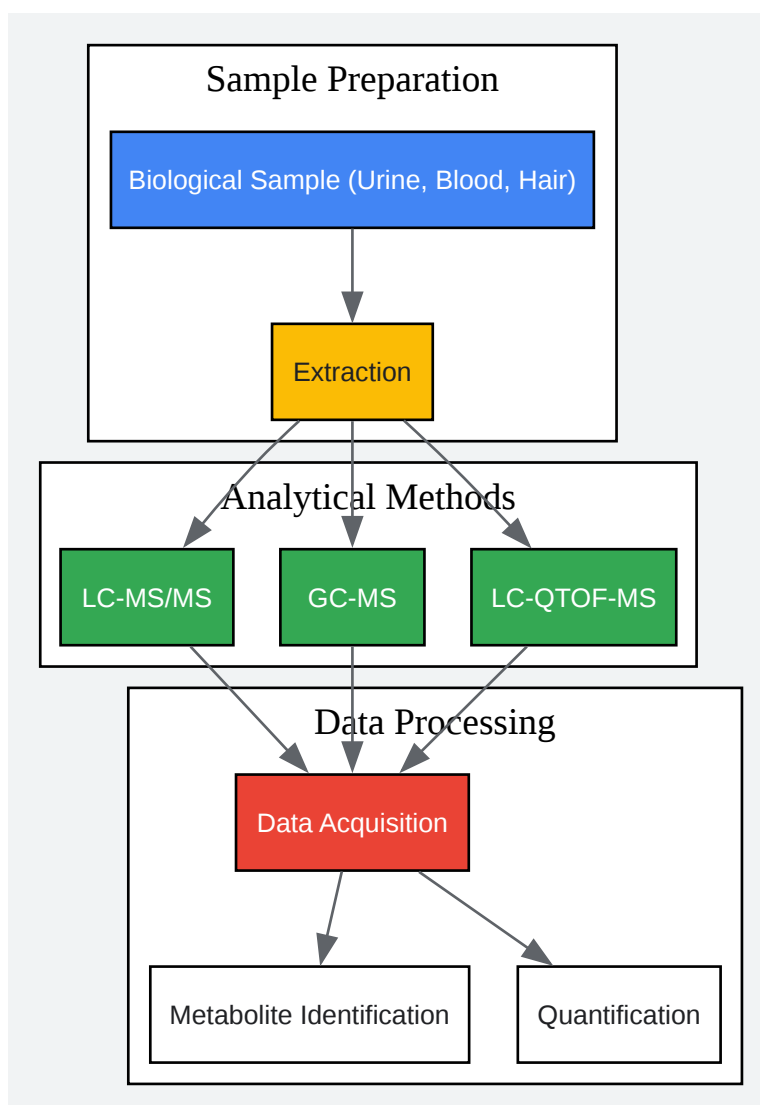 Sample Preparation
Biological Sample (Urine, Blood, Hair)
Extraction
Analytical Methods
LC-MS/MS
GC-MS
LC-QTOF-MS
Data Processing
Data Acquisition
Metabolite Identification
Quantification